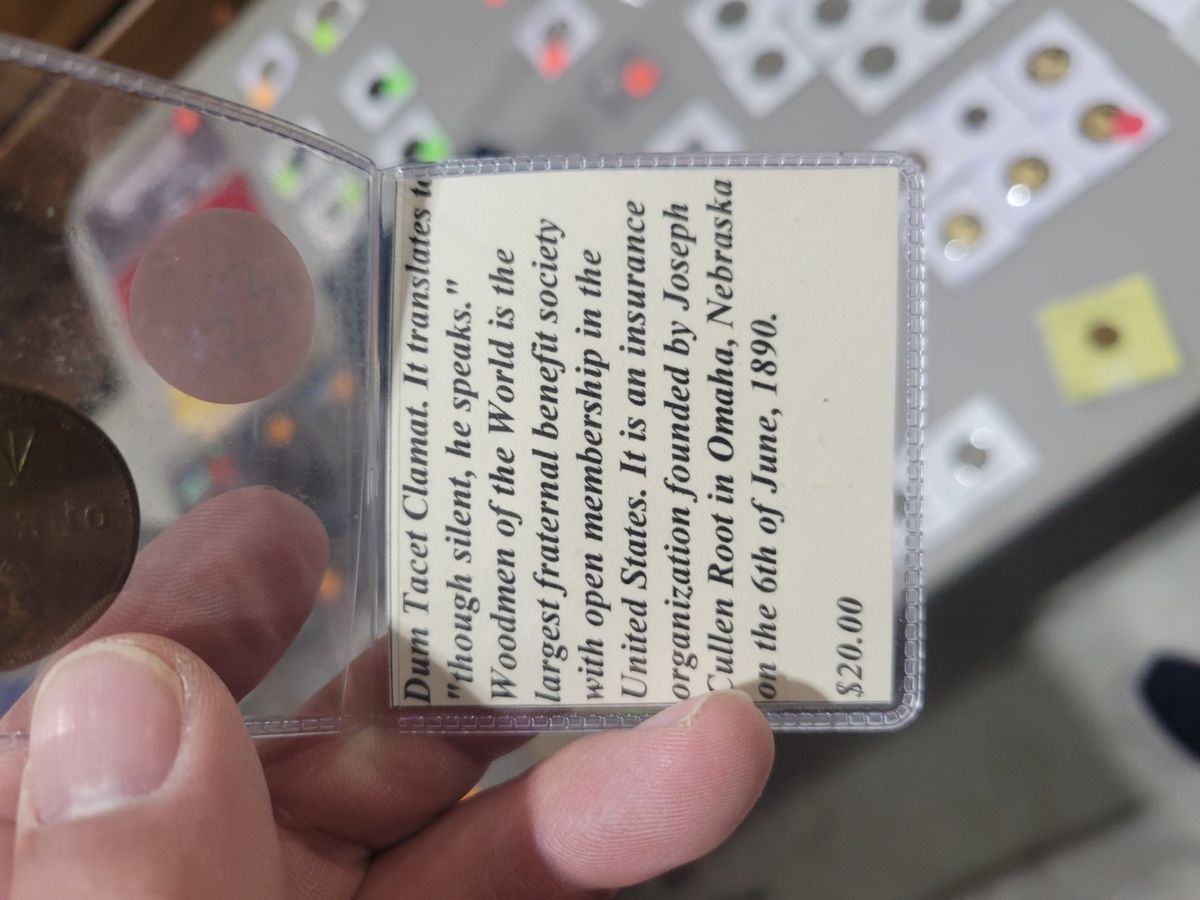 Dum Tacet Clamat. It translates to
"though silent, he speaks."
Woodmen of the World is the
largest fraternal benefit society
with open membership in the
United States. It is an insurance
organization founded by Joseph
Cullen Root in Omaha, Nebraska
on the 6th of June, 1890.
$20.00